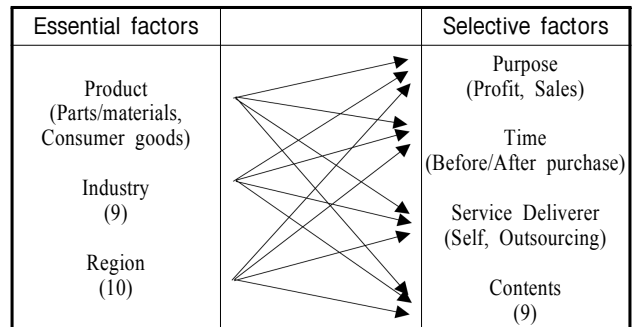 Essential factors
Product
(Parts/materials,
Consumer goods)
Industry
(9)
Region
(10)
Selective factors
Purpose
(Profit, Sales)
Time
(Before/After purchase)
Service Deliverer
(Self, Outsourcing)
Contents
(9)